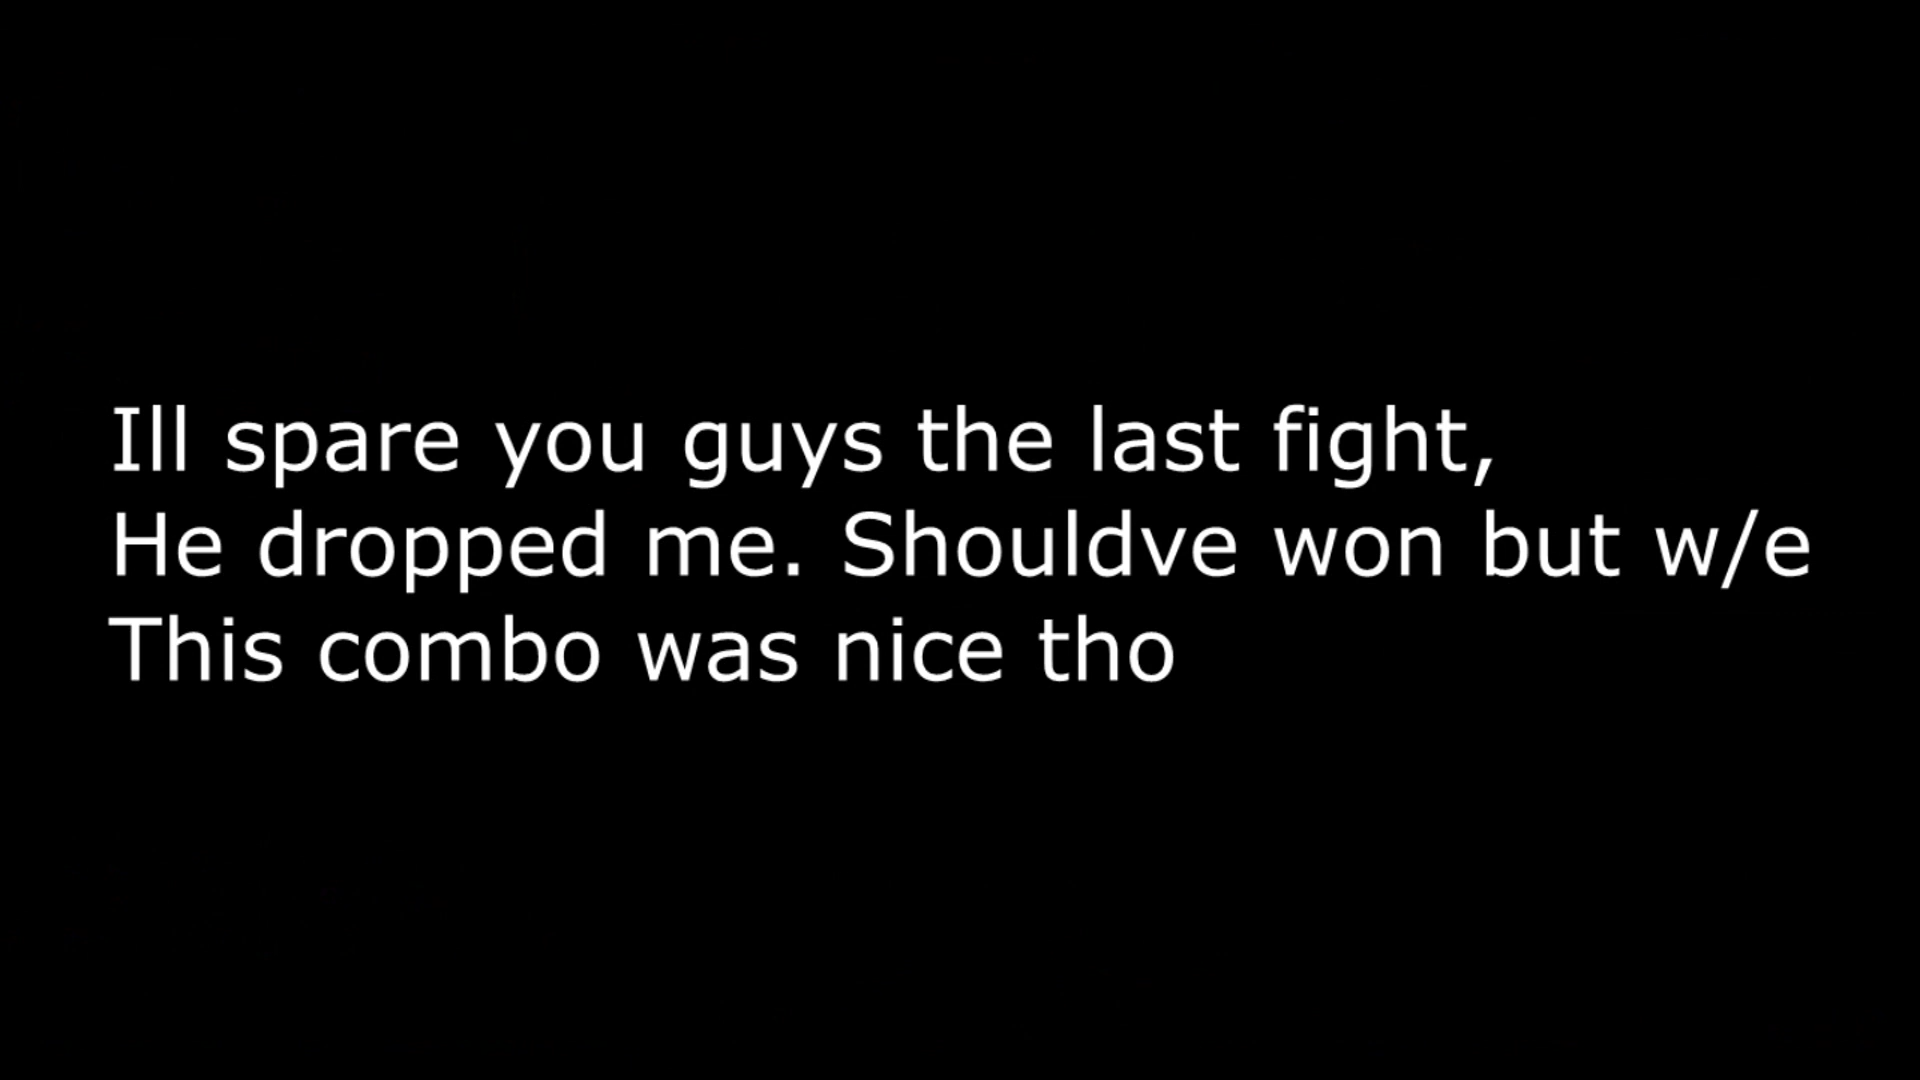 Ill spare you guys the last fight,
He dropped me. Shouldve won but w/e
This combo was nice tho